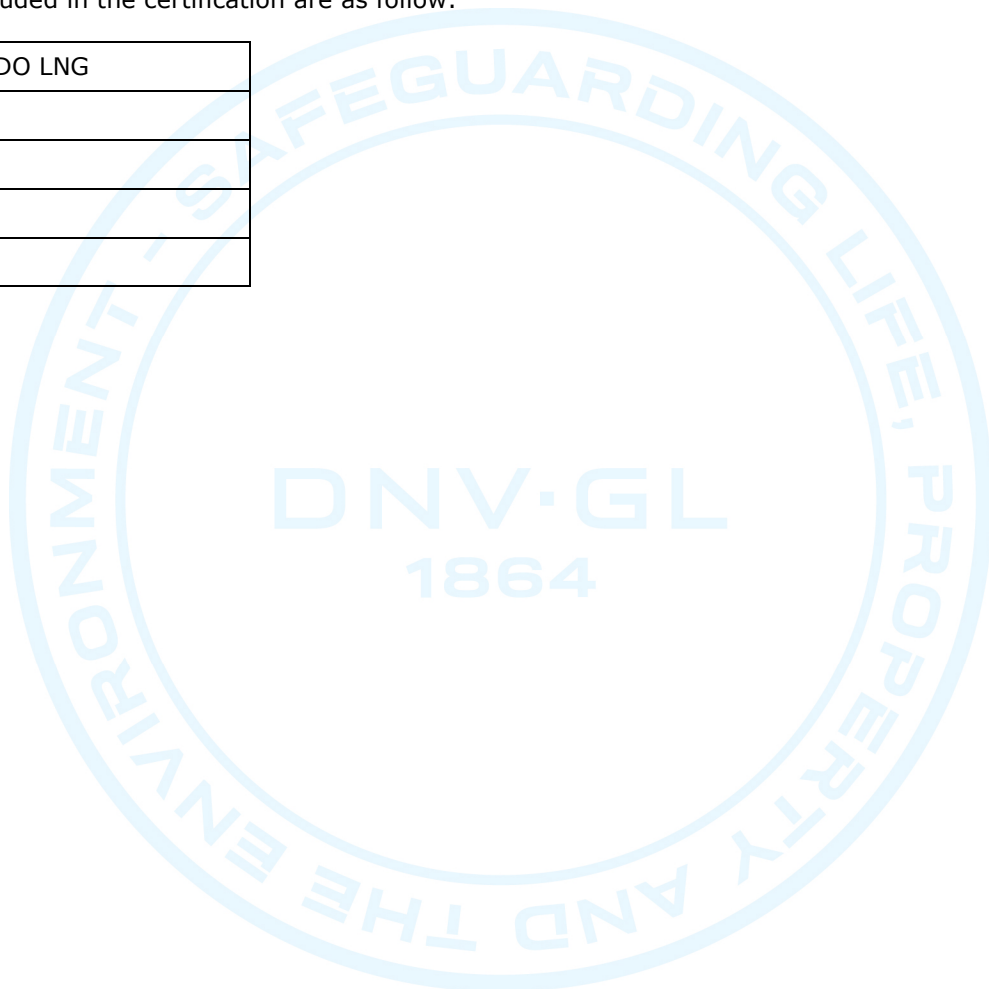 uded in the certification are as follow:
DO LNG
SAFEGUARDING LIFE, PROPERTY AND THE ENVIRONMENT -
DNV·GL
1864